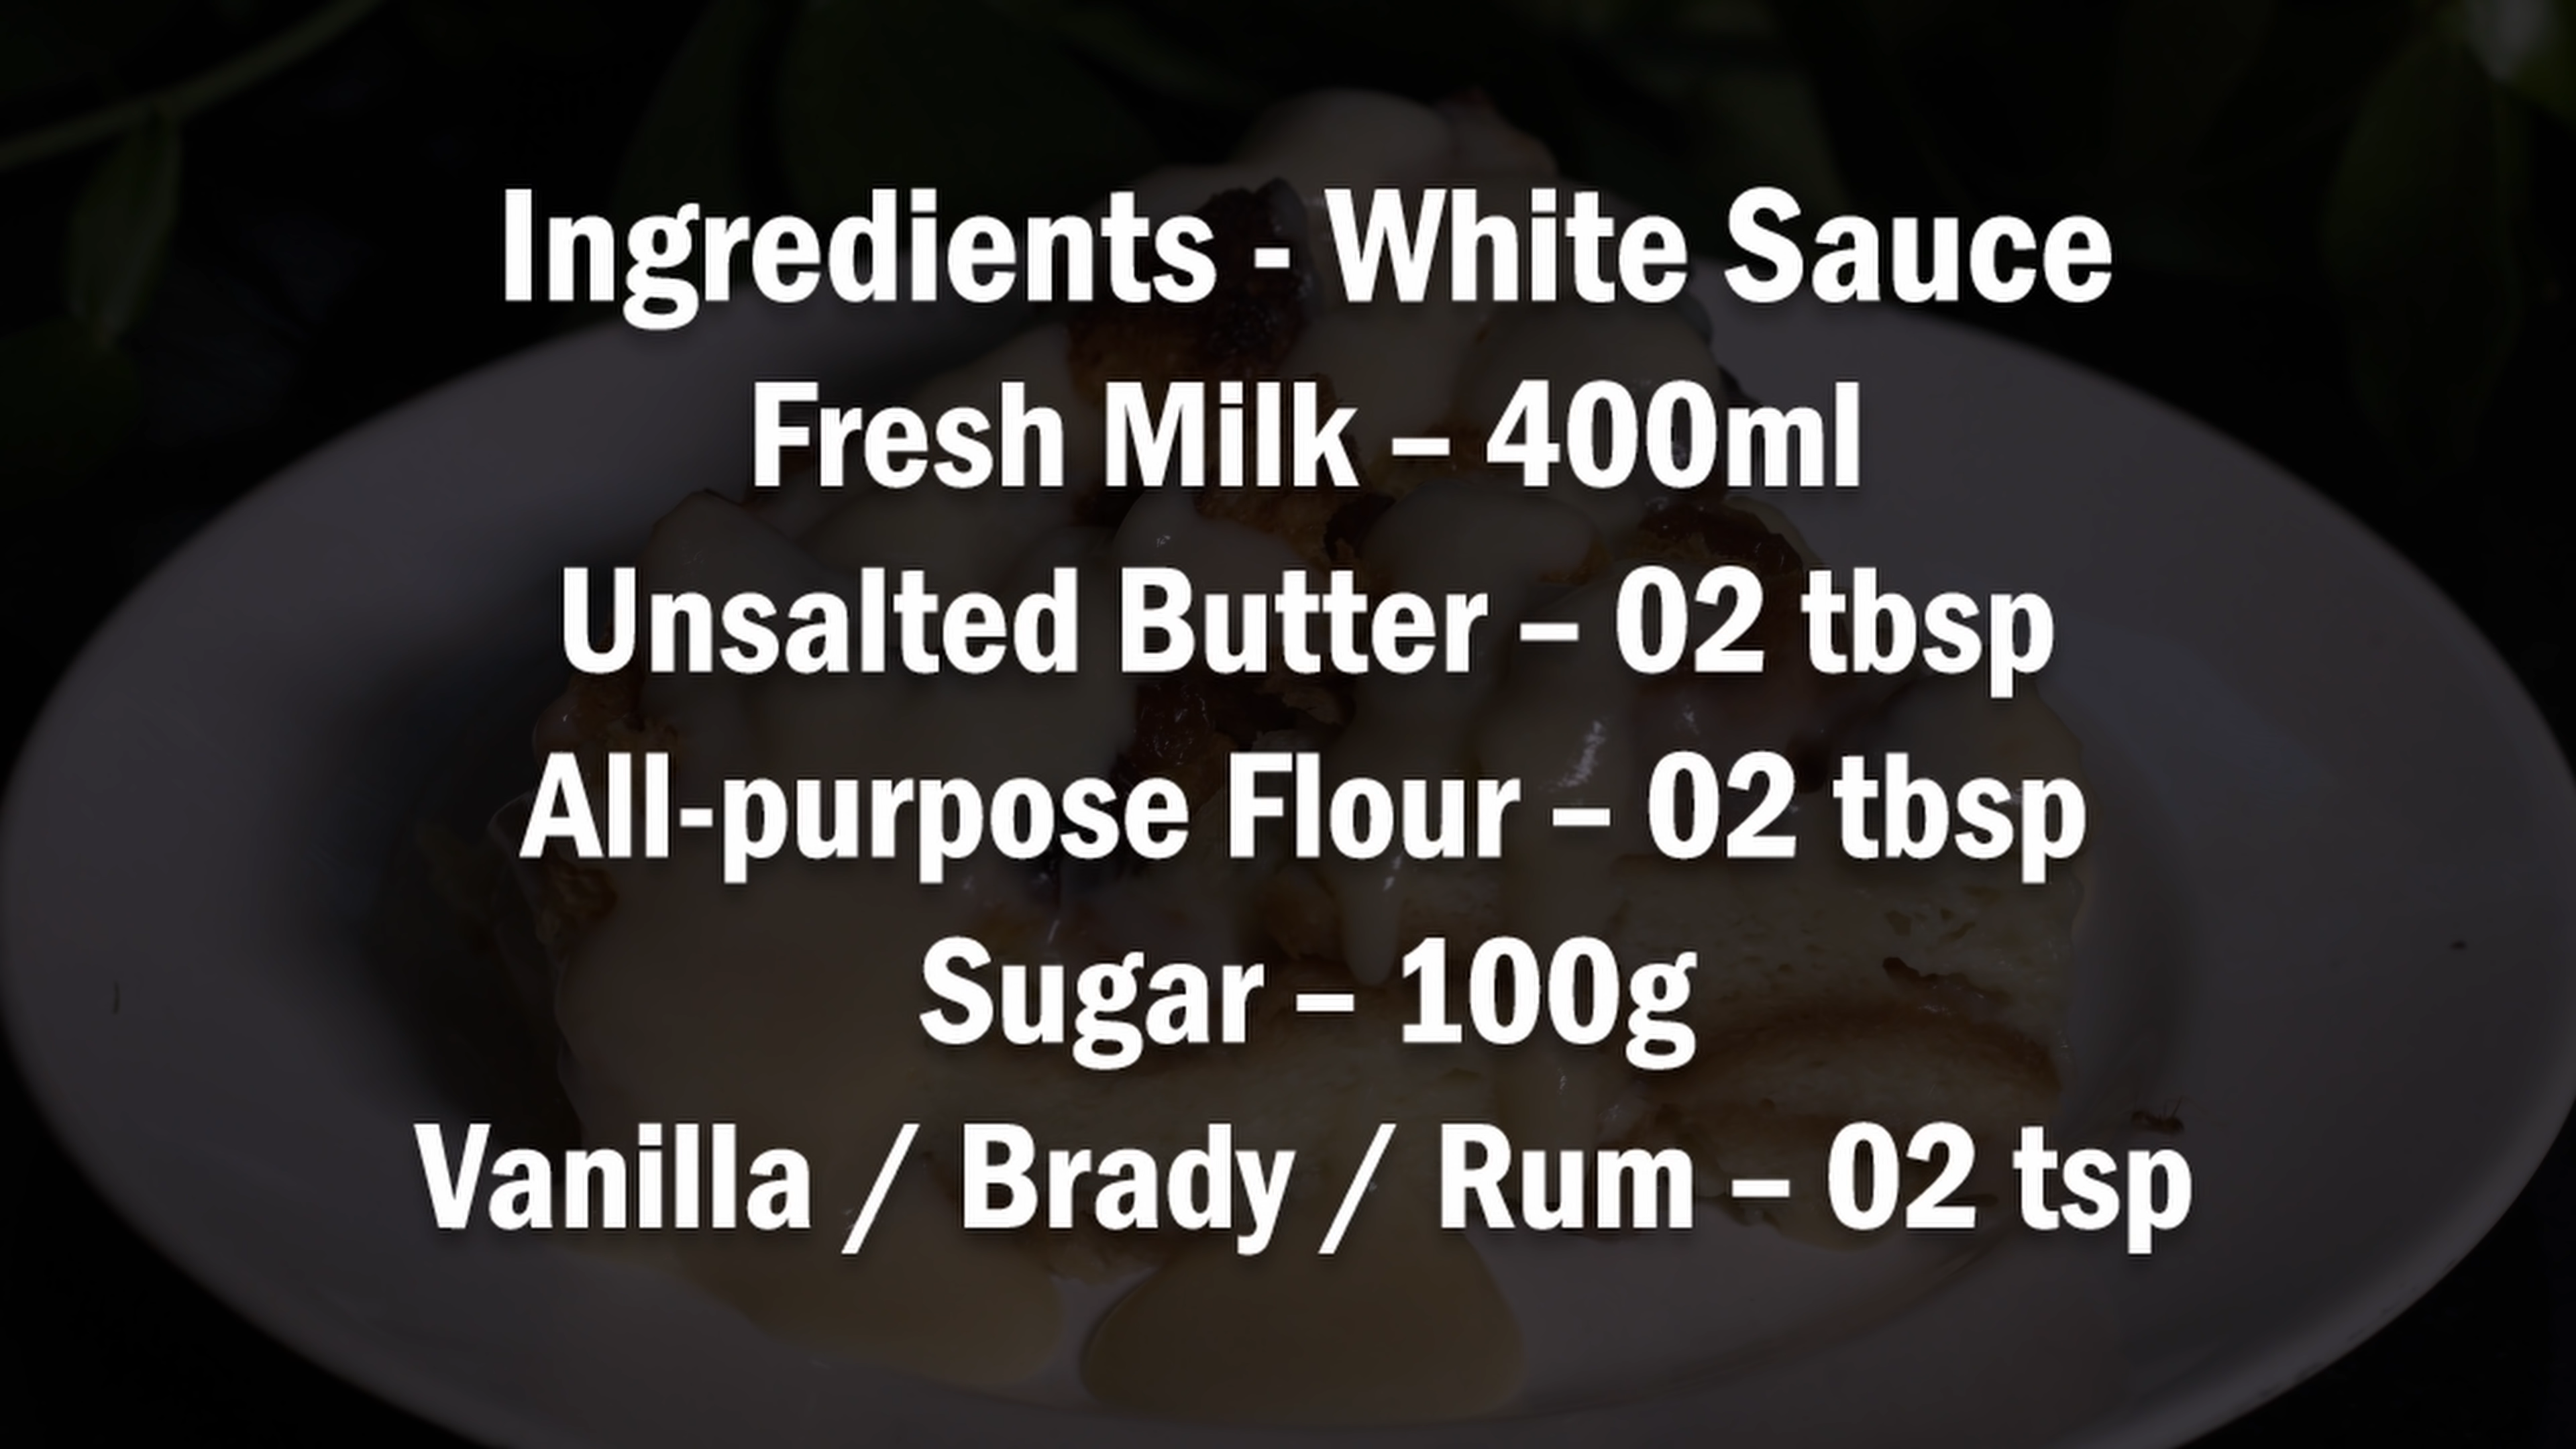 Ingredients - White Sauce
Fresh Milk – 400ml
Unsalted Butter – 02 tbsp
All-purpose Flour – 02 tbsp
Sugar – 100g
Vanilla / Brady / Rum – 02 tsp